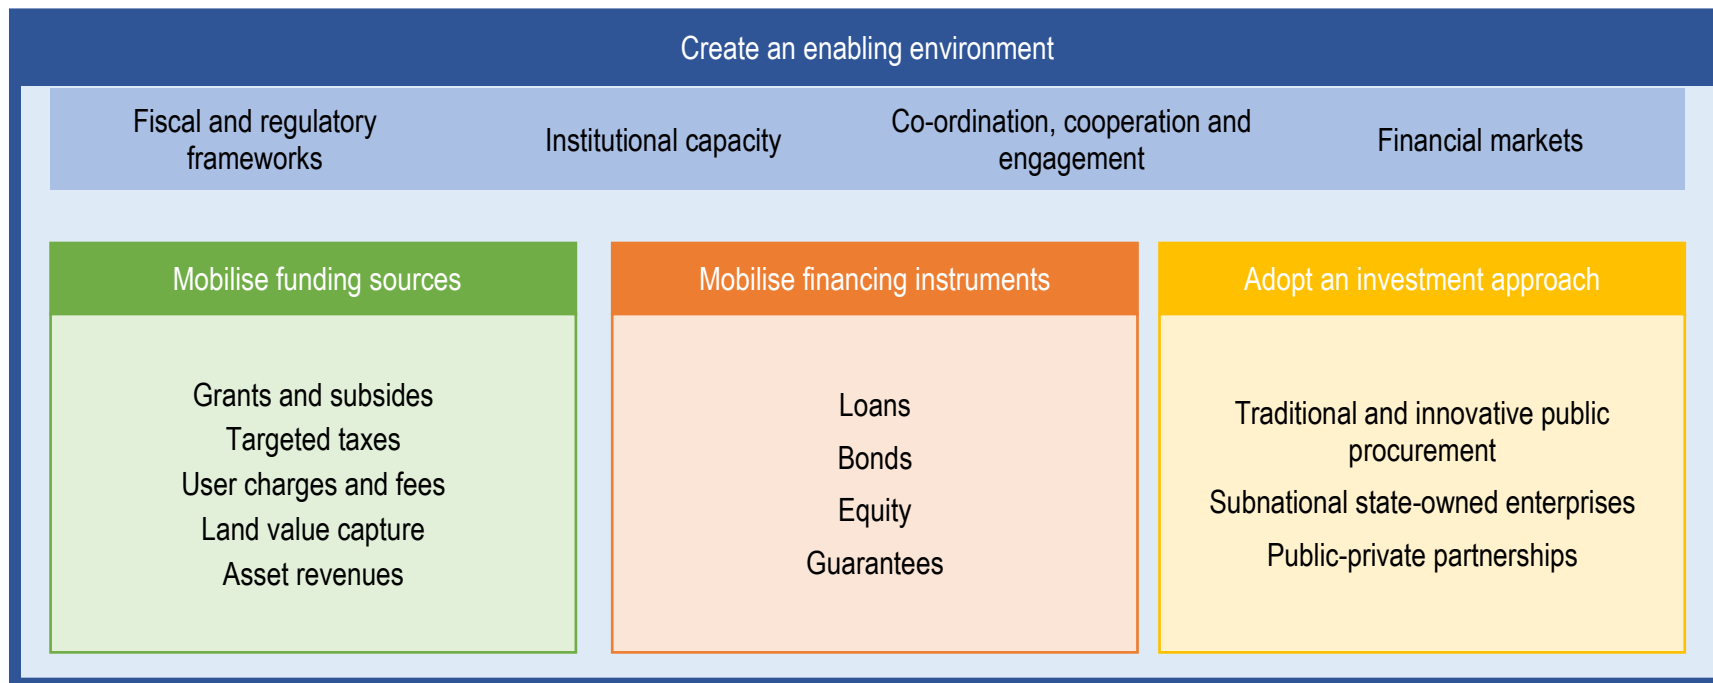 Create an enabling environment
Fiscal and regulatory
frameworks
Institutional capacity
Co-ordination, cooperation and
engagement
Financial markets
Mobilise funding sources
Grants and subsides
Targeted taxes
User charges and fees
Land value capture
Asset revenues
Mobilise financing instruments
Loans
Bonds
Equity
Guarantees
Adopt an investment approach
Traditional and innovative public
procurement
Subnational state-owned enterprises
Public-private partnerships